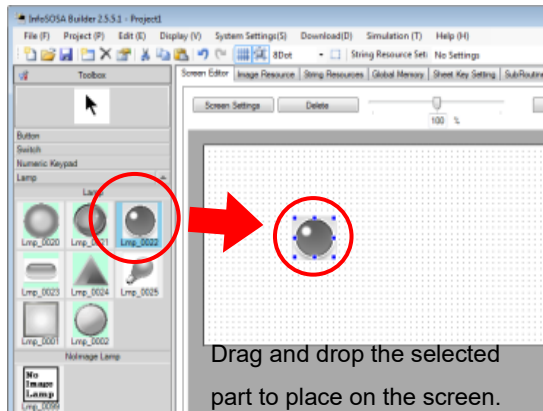 InfoSOSA Builder 2.5.5.1 - Project1
File (F) Project (P) Edit (E) Display (V) System Settings(S) Download(D) Simulation (T) Help (H)
8Dot String Resource Set: No Settings
Toolbox
Screen Editor Image Resource String Resources Global Memory Sheet Key Setting SubRoutine
Screen Settings Delete
100 %
Button
Switch
Numeric Keypad
Lamp
Lamp
Lmp_0020 Lmp_0021 Lmp_0022
Lmp_0023 Lmp_0024 Lmp_0025
Lmp_0001 Lmp_0002
NoImage Lamp
No
Image
Lamp
Lmp_0099
Drag and drop the selected
part to place on the screen.